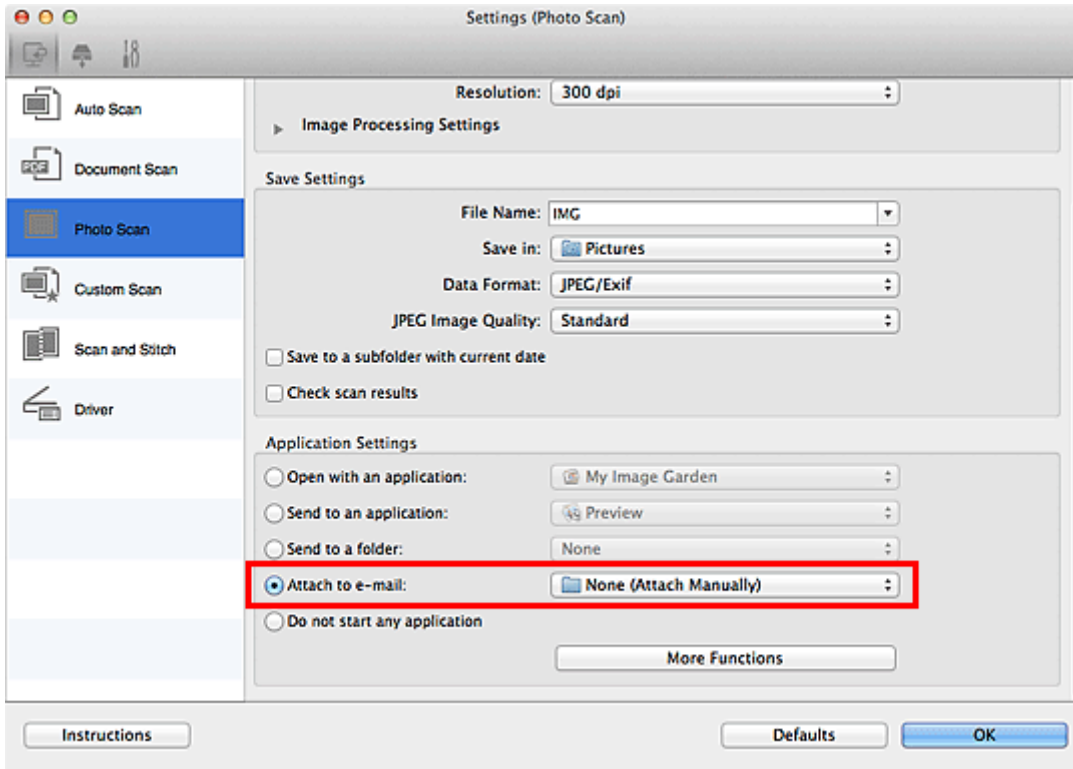 Settings (Photo Scan)
Auto Scan
Document Scan
Photo Scan
Custom Scan
Scan and Stitch
Driver
Resolution: 300 dpi
Image Processing Settings
Save Settings
File Name: IMG
Save in: Pictures
Data Format: JPEG/Exif
JPEG Image Quality: Standard
Save to a subfolder with current date
Check scan results
Application Settings
Open with an application: My Image Garden
Send to an application: Preview
Send to a folder: None
Attach to e-mail: None (Attach Manually)
Do not start any application
More Functions
Instructions Defaults OK